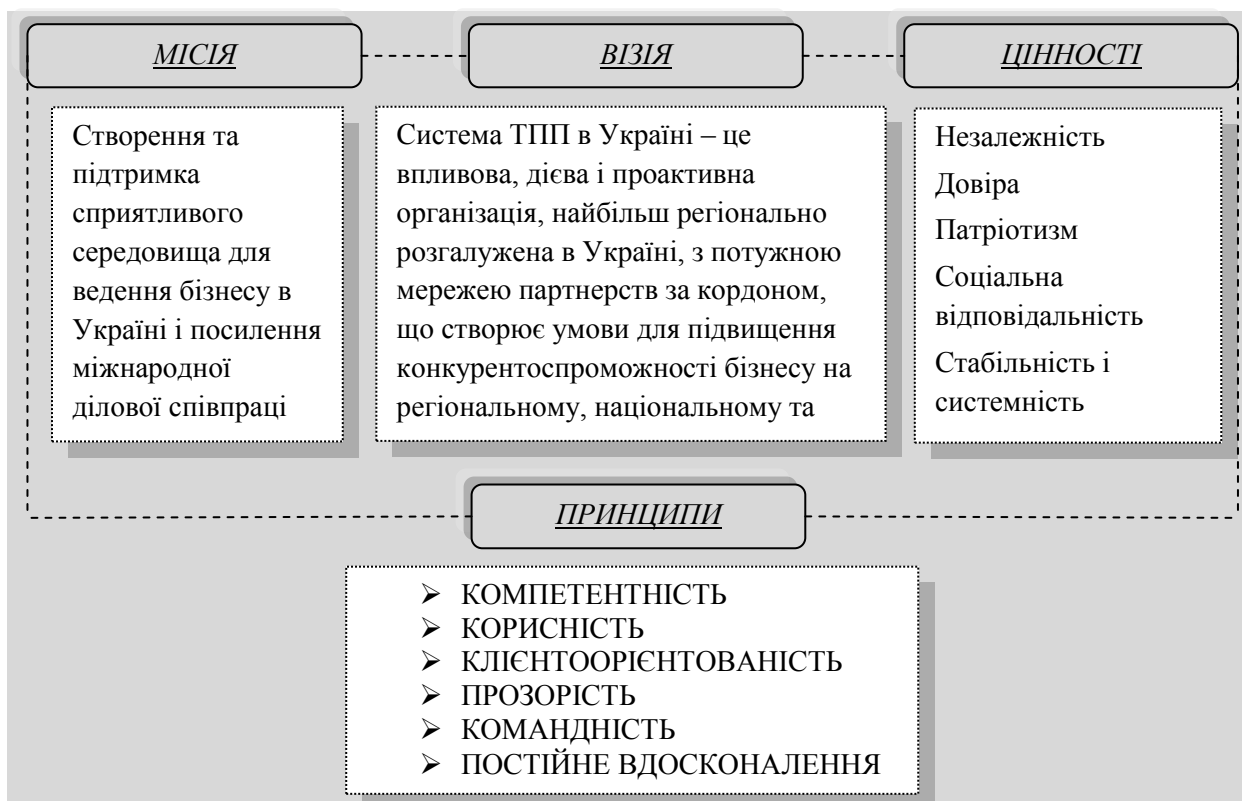 МІСІЯ
Створення та
підтримка
сприятливого
середовища для
ведення бізнесу в
Україні і посилення
міжнародної
ділової співпраці
ВІЗІЯ
Система ТПП в Україні – це
впливова, дієва і проактивна
організація, найбільш регіонально
розгалужена в Україні, з потужною
мережею партнерств за кордоном,
що створює умови для підвищення
конкурентоспроможності бізнесу на
регіональному, національному та
ЦІННОСТІ
Незалежність
Довіра
Патріотизм
Соціальна
відповідальність
Стабільність і
системність
ПРИНЦИПИ
➢ КОМПЕТЕНТНІСТЬ
➢ КОРИСНІСТЬ
➢ КЛІЄНТООРІЄНТОВАНІСТЬ
➢ ПРОЗОРІСТЬ
➢ КОМАНДНІСТЬ
➢ ПОСТІЙНЕ ВДОСКОНАЛЕННЯ